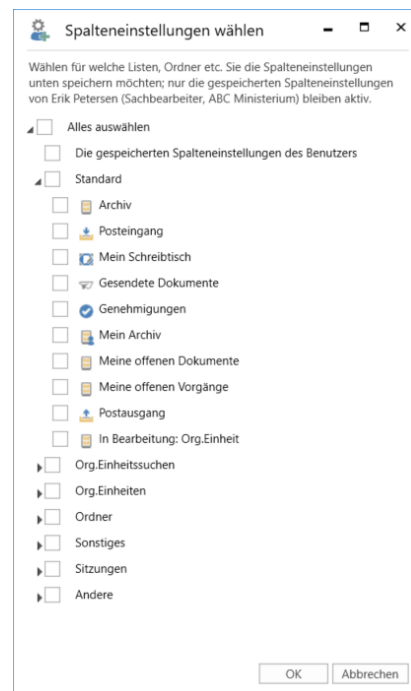 Spalteneinstellungen wählen
Wählen für welche Listen, Ordner etc. Sie die Spalteneinstellungen
unten speichern möchten; nur die gespeicherten Spalteneinstellungen
von Erik Petersen (Sachbearbeiter, ABC Ministerium) bleiben aktiv.
Alles auswählen
Die gespeicherten Spalteneinstellungen des Benutzers
Standard
Archiv
Posteingang
Mein Schreibtisch
Gesendete Dokumente
Genehmigungen
Mein Archiv
Meine offenen Dokumente
Meine offenen Vorgänge
Postausgang
In Bearbeitung: Org.Einheit
Org.Einheitssuchen
Org.Einheiten
Ordner
Sonstiges
Sitzungen
Andere
OK Abbrechen